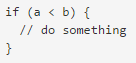 if (a < b) {
  // do something
}